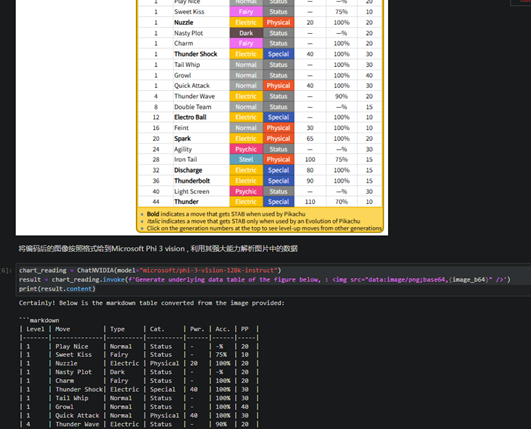 1 Play Nice Normal Status — —% 20
1 Sweet Kiss Fairy Status — 75% 10
1 Nuzzle Electric Physical 20 100% 20
1 Nasty Plot Dark Status — —% 20
1 Charm Fairy Status — 100% 20
1 Thunder Shock Electric Special 40 100% 30
1 Tail Whip Normal Status — 100% 30
1 Growl Normal Status — 100% 40
1 Quick Attack Normal Physical 40 100% 30
4 Thunder Wave Electric Status — 90% 20
8 Double Team Normal Status — —% 15
12 Electro Ball Electric Special — 100% 10
16 Feint Normal Physical 30 100% 10
20 Spark Electric Physical 65 100% 20
24 Agility Psychic Status — —% 30
28 Iron Tail Steel Physical 100 75% 15
32 Discharge Electric Special 80 100% 15
36 Thunderbolt Electric Special 90 100% 15
40 Light Screen Psychic Status — —% 30
44 Thunder Electric Special 110 70% 10
Bold indicates a move that gets STAB when used by Pikachu
Italic indicates a move that gets STAB only when used by an Evolution of Pikachu
Click on the generation numbers at the top to see level-up moves from other generations
将编码后的图像按照格式给到Microsoft Phi 3 vision , 利用其强大能力解析图片中的数据
[6]:
chart_reading = ChatNVIDIA(model="microsoft/phi-3-vision-128k-instruct")
result = chart_reading.invoke(f'Generate underlying data table of the figure below, : <img src="data:image/png;base64,{image_b64}" />')
print(result.content)
Certainly! Below is the markdown table converted from the image provided:
```markdown
| Level | Move | Type | Cat. | Pwr. | Acc. | PP |
|-------|--------------|----------|----------|------|------|-----|
| 1 | Play Nice | Normal | Status | - | -% | 20 |
| 1 | Sweet Kiss | Fairy | Status | - | 75% | 10 |
| 1 | Nuzzle | Electric | Physical | 20 | 100% | 20 |
| 1 | Nasty Plot | Dark | Status | - | -% | 20 |
| 1 | Charm | Fairy | Status | - | 100% | 20 |
| 1 | Thunder Shock| Electric | Special | 40 | 100% | 30 |
| 1 | Tail Whip | Normal | Status | - | 100% | 30 |
| 1 | Growl | Normal | Status | - | 100% | 40 |
| 1 | Quick Attack | Normal | Physical | 40 | 100% | 30 |
| 4 | Thunder Wave | Electric | Status | - | 90% | 20 |